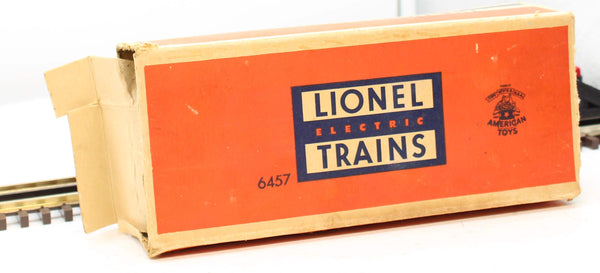 LIONEL
ELECTRIC
TRAINS
6457
AMERICAN
TOYS